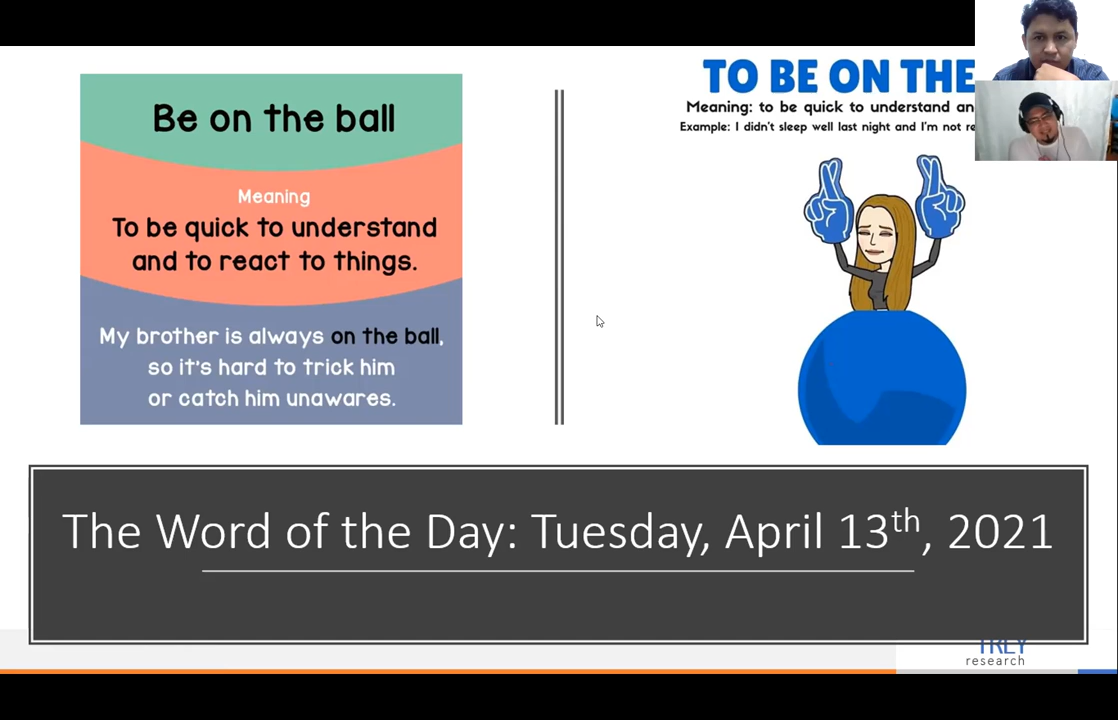 Be on the ball
Meaning
To be quick to understand
and to react to things.
My brother is always on the ball,
so it's hard to trick him
or catch him unawares.
TO BE ON THE
Meaning: to be quick to understand an
Example: I didn't sleep well last night and I'm not re
The Word of the Day: Tuesday, April 13th, 2021
TREY
research